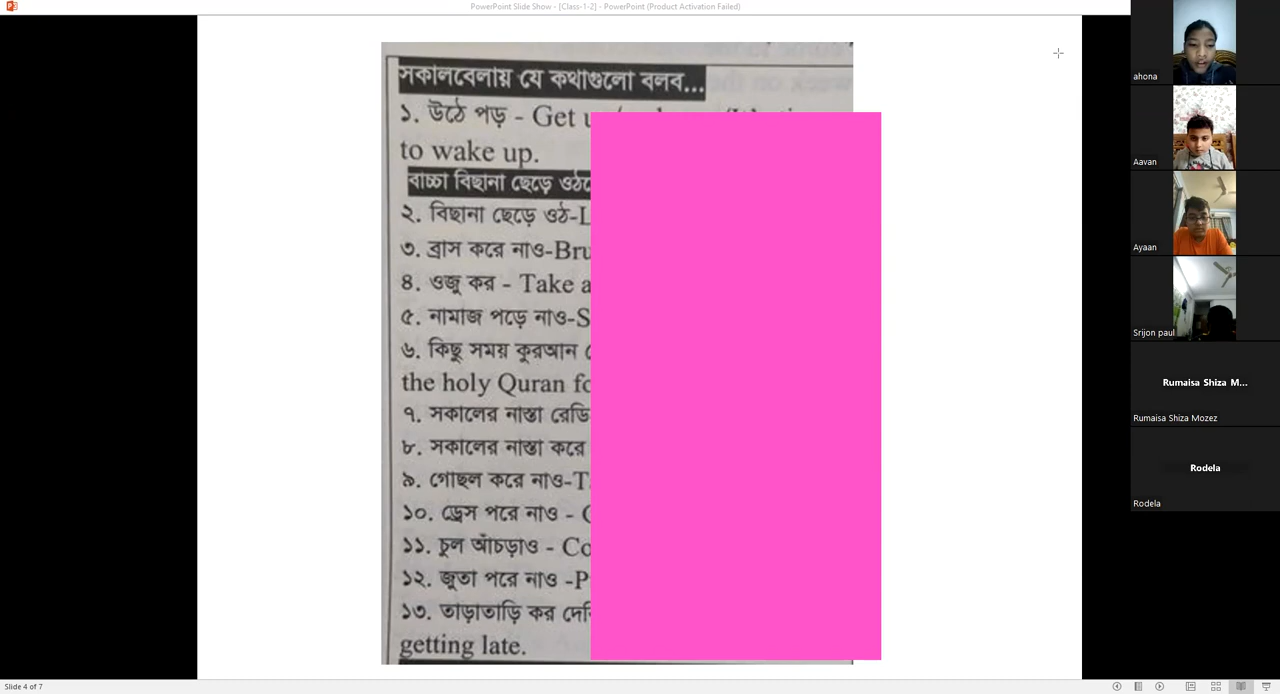 PowerPoint Slide Show - [Class-1-2] - PowerPoint (Product Activation Failed)
সকালবেলায় যে কথাগুলো বলব...
১. উঠে পড় - Get
to wake up.
বাচ্চা বিছানা ছেড়ে
২. বিছানা ছেড়ে ওঠ-L
৩. ব্রাস করে নাও-Bru
৪. ওজু কর - Take a
৫. নামাজ পড়ে নাও-S
৬. কিছু সময় কুরআন
the holy Quran fo
৭. সকালের নাস্তা রেডি
৮. সকালের নাস্তা করে
৯. গোছল করে নাও-T
১০. ড্রেস পরে নাও - C
১১. চুল আঁচড়াও - Co
১২. জুতা পরে নাও -P
১৩. তাড়াতাড়ি কর দেরি
getting late.
ahona
Aavan
Ayaan
Srijon paul
Rumaisa Shiza M...
Rumaisa Shiza Mozez
Rodela
Rodela
Slide 4 of 7